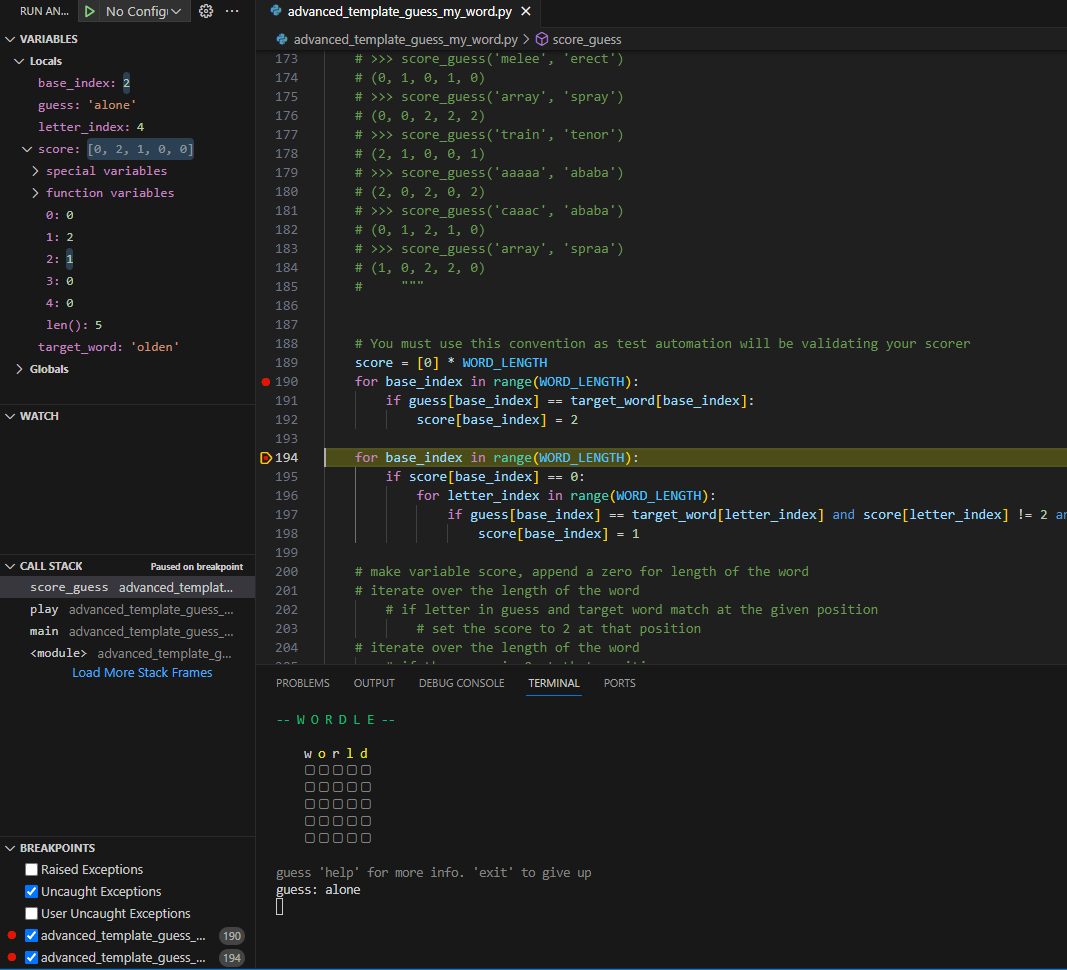 RUN AN... No Config
VARIABLES
Locals
base_index: 2
guess: 'alone'
letter_index: 4
score: [0, 2, 1, 0, 0]
special variables
function variables
0: 0
1: 2
2: 1
3: 0
4: 0
len(): 5
target_word: 'olden'
Globals
WATCH
CALL STACK Paused on breakpoint
score_guess advanced_templat...
play advanced_template_guess_...
main advanced_template_guess_...
<module> advanced_template_g...
Load More Stack Frames
BREAKPOINTS
Raised Exceptions
Uncaught Exceptions
User Uncaught Exceptions
advanced_template_guess_... 190
advanced_template_guess_... 194
advanced_template_guess_my_word.py
advanced_template_guess_my_word.py > score_guess
173 # >>> score_guess('melee', 'erect')
174 # (0, 1, 0, 1, 0)
175 # >>> score_guess('array', 'spray')
176 # (0, 0, 2, 2, 2)
177 # >>> score_guess('train', 'tenor')
178 # (2, 1, 0, 0, 1)
179 # >>> score_guess('aaaaa', 'ababa')
180 # (2, 0, 2, 0, 2)
181 # >>> score_guess('caaac', 'ababa')
182 # (0, 1, 2, 1, 0)
183 # >>> score_guess('array', 'spraa')
184 # (1, 0, 2, 2, 0)
185 # """
186
187
188 # You must use this convention as test automation will be validating your scorer
189 score = [0] * WORD_LENGTH
190 for base_index in range(WORD_LENGTH):
191 if guess[base_index] == target_word[base_index]:
192 score[base_index] = 2
193
194 for base_index in range(WORD_LENGTH):
195 if score[base_index] == 0:
196 for letter_index in range(WORD_LENGTH):
197 if guess[base_index] == target_word[letter_index] and score[letter_index] != 2 an
198 score[base_index] = 1
199
200 # make variable score, append a zero for length of the word
201 # iterate over the length of the word
202 # if letter in guess and target word match at the given position
203 # set the score to 2 at that position
204 # iterate over the length of the word
PROBLEMS OUTPUT DEBUG CONSOLE TERMINAL PORTS
-- W O R D L E --
w o r l d
guess 'help' for more info. 'exit' to give up
guess: alone